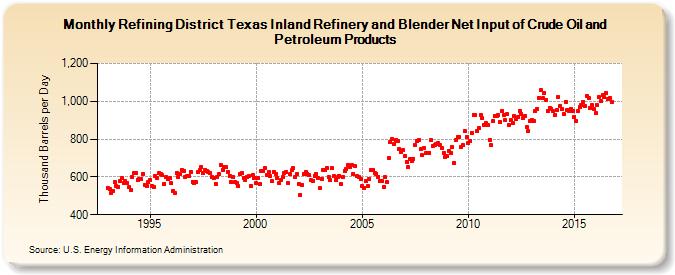 Monthly Refining District Texas Inland Refinery and Blender Net Input of Crude Oil and
Petroleum Products
Thousand Barrels per Day
1,200
1,000
800
600
400
1995
2000
2005
2010
2015
Source: U.S. Energy Information Administration